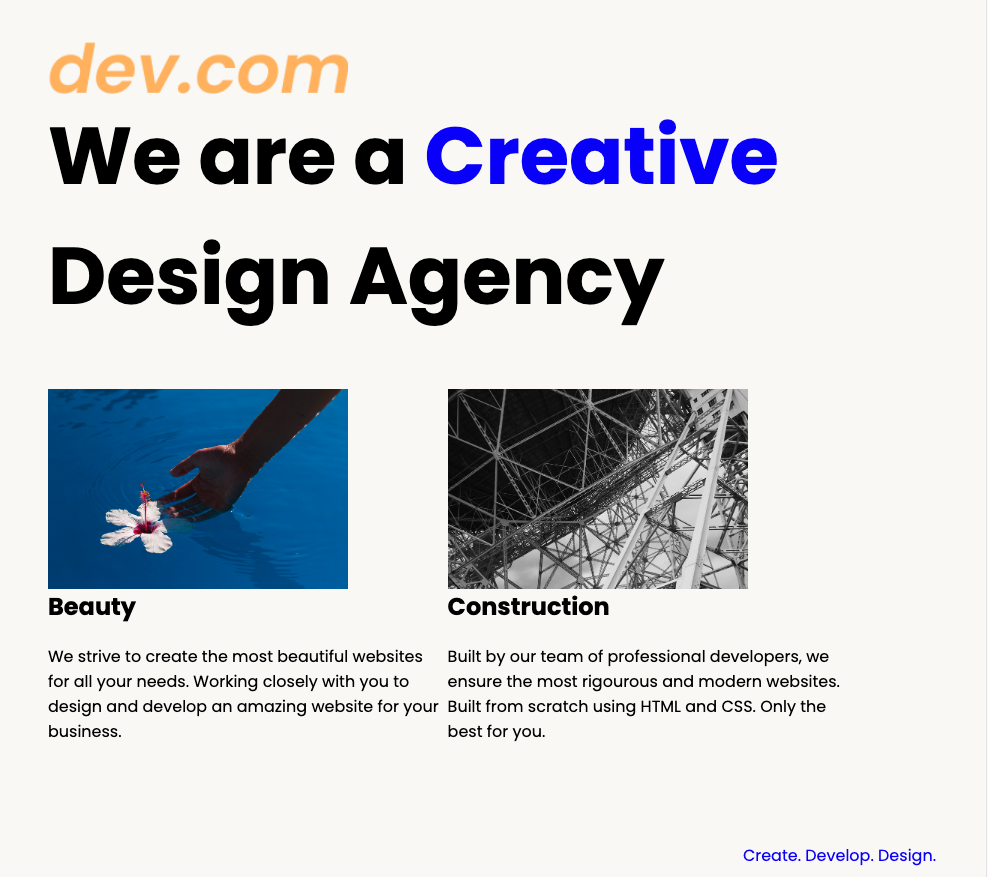 dev.com
We are a Creative
Design Agency
Beauty
We strive to create the most beautiful websites
for all your needs. Working closely with you to
design and develop an amazing website for your
business.
Construction
Built by our team of professional developers, we
ensure the most rigourous and modern websites.
Built from scratch using HTML and CSS. Only the
best for you.
Create. Develop. Design.